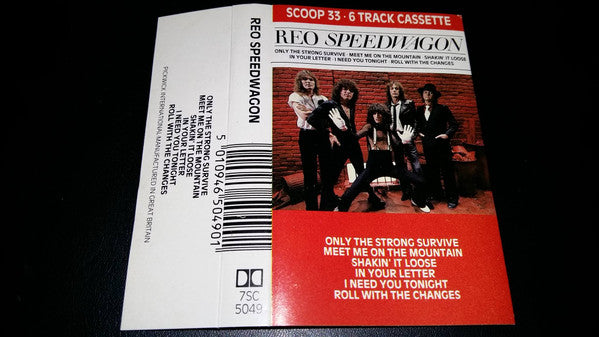 SCOOP 33 · 6 TRACK CASSETTE
REO SPEEDWAGON
ONLY THE STRONG SURVIVE · MEET ME ON THE MOUNTAIN · SHAKIN' IT LOOSE
IN YOUR LETTER · I NEED YOU TONIGHT · ROLL WITH THE CHANGES
ONLY THE STRONG SURVIVE
MEET ME ON THE MOUNTAIN
SHAKIN' IT LOOSE
IN YOUR LETTER
I NEED YOU TONIGHT
ROLL WITH THE CHANGES
REO SPEEDWAGON
ONLY THE STRONG SURVIVE
MEET ME ON THE MOUNTAIN
SHAKIN' IT LOOSE
IN YOUR LETTER
I NEED YOU TONIGHT
ROLL WITH THE CHANGES
5 010946 504901
7SC
5049
PICKWICK INTERNATIONAL·MANUFACTURED IN GREAT BRITAIN